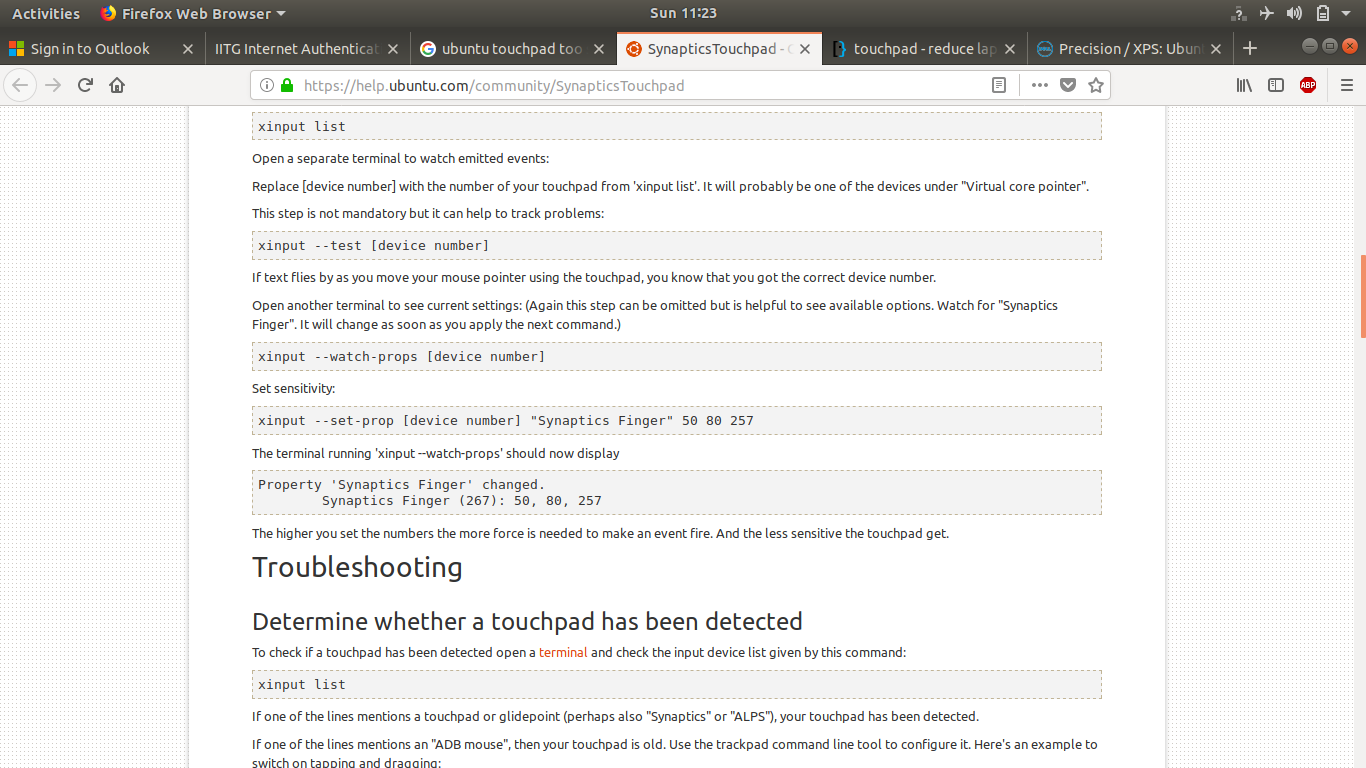 Activities Firefox Web Browser Sun 11:23
Sign in to Outlook IITG Internet Authenticat ubuntu touchpad too SynapticsTouchpad - touchpad - reduce lap Precision / XPS: Ubun
https://help.ubuntu.com/community/SynapticsTouchpad ABP
xinput list
Open a separate terminal to watch emitted events:
Replace [device number] with the number of your touchpad from 'xinput list'. It will probably be one of the devices under "Virtual core pointer".
This step is not mandatory but it can help to track problems:
xinput --test [device number]
If text flies by as you move your mouse pointer using the touchpad, you know that you got the correct device number.
Open another terminal to see current settings: (Again this step can be omitted but is helpful to see available options. Watch for "Synaptics
Finger". It will change as soon as you apply the next command.)
xinput --watch-props [device number]
Set sensitivity:
xinput --set-prop [device number] "Synaptics Finger" 50 80 257
The terminal running 'xinput --watch-props' should now display
Property 'Synaptics Finger' changed.
Synaptics Finger (267): 50, 80, 257
The higher you set the numbers the more force is needed to make an event fire. And the less sensitive the touchpad get.
Troubleshooting
Determine whether a touchpad has been detected
To check if a touchpad has been detected open a terminal and check the input device list given by this command:
xinput list
If one of the lines mentions a touchpad or glidepoint (perhaps also "Synaptics" or "ALPS"), your touchpad has been detected.
If one of the lines mentions an "ADB mouse", then your touchpad is old. Use the trackpad command line tool to configure it. Here's an example to
switch on tapping and dragging: